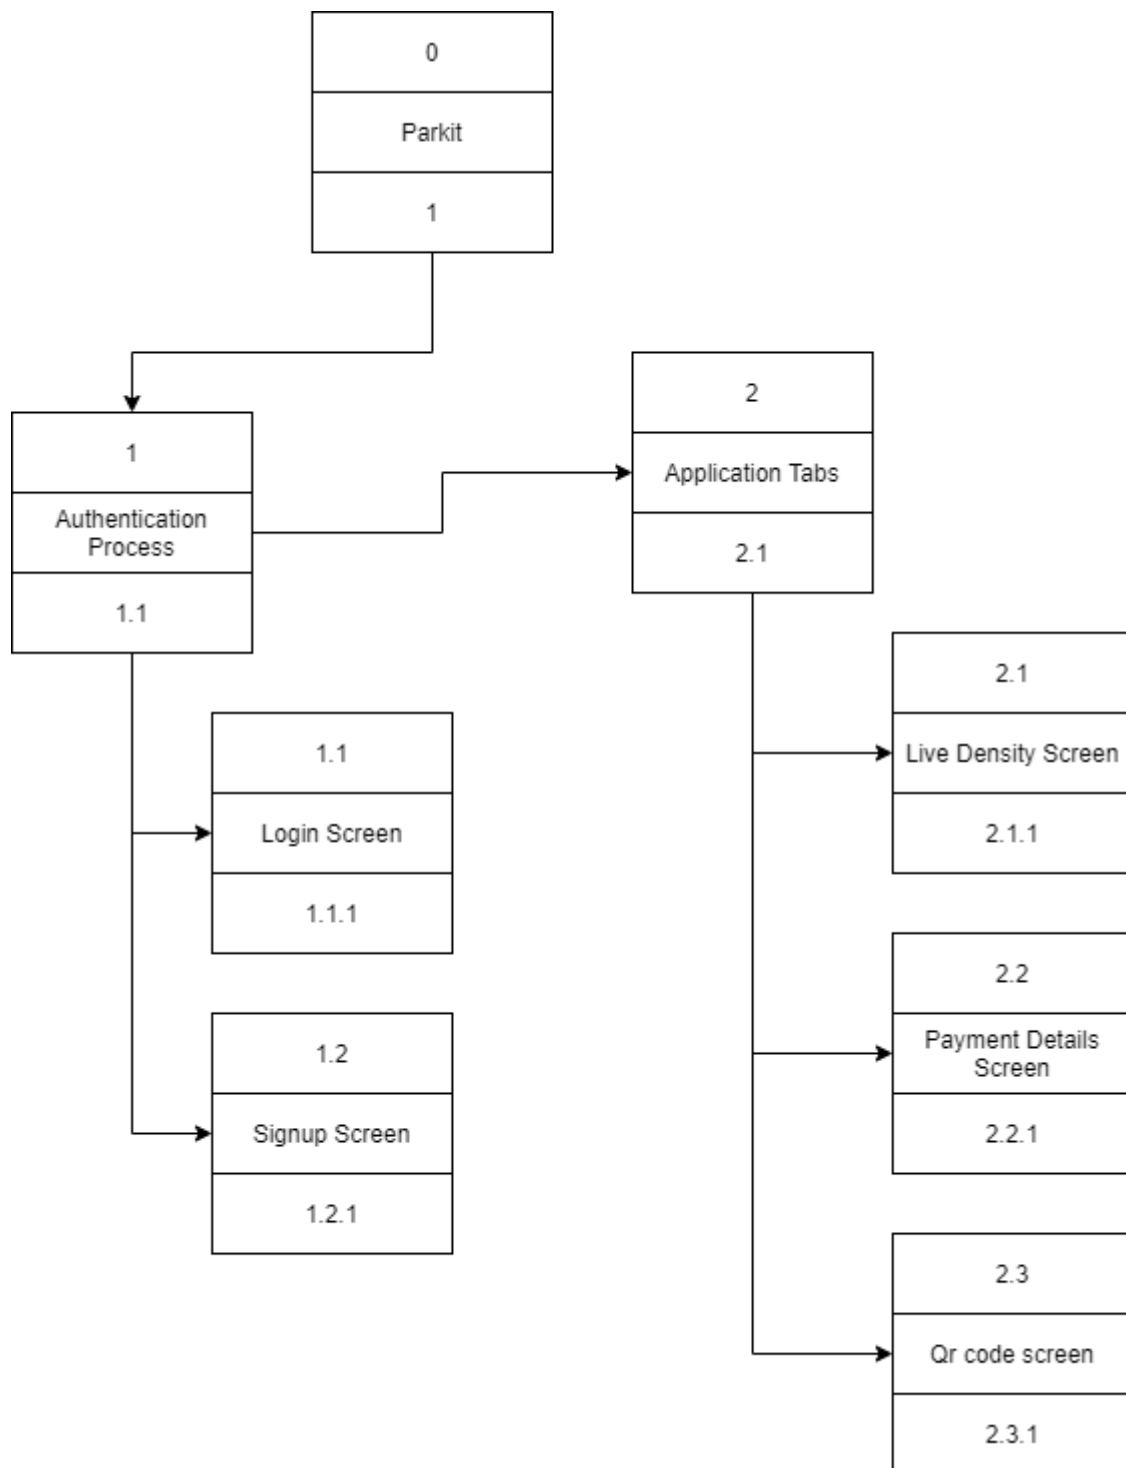 0
Parkit
1
1
Authentication
Process
1.1
2
Application Tabs
2.1
1.1
Login Screen
1.1.1
1.2
Signup Screen
1.2.1
2.1
Live Density Screen
2.1.1
2.2
Payment Details
Screen
2.2.1
2.3
Qr code screen
2.3.1